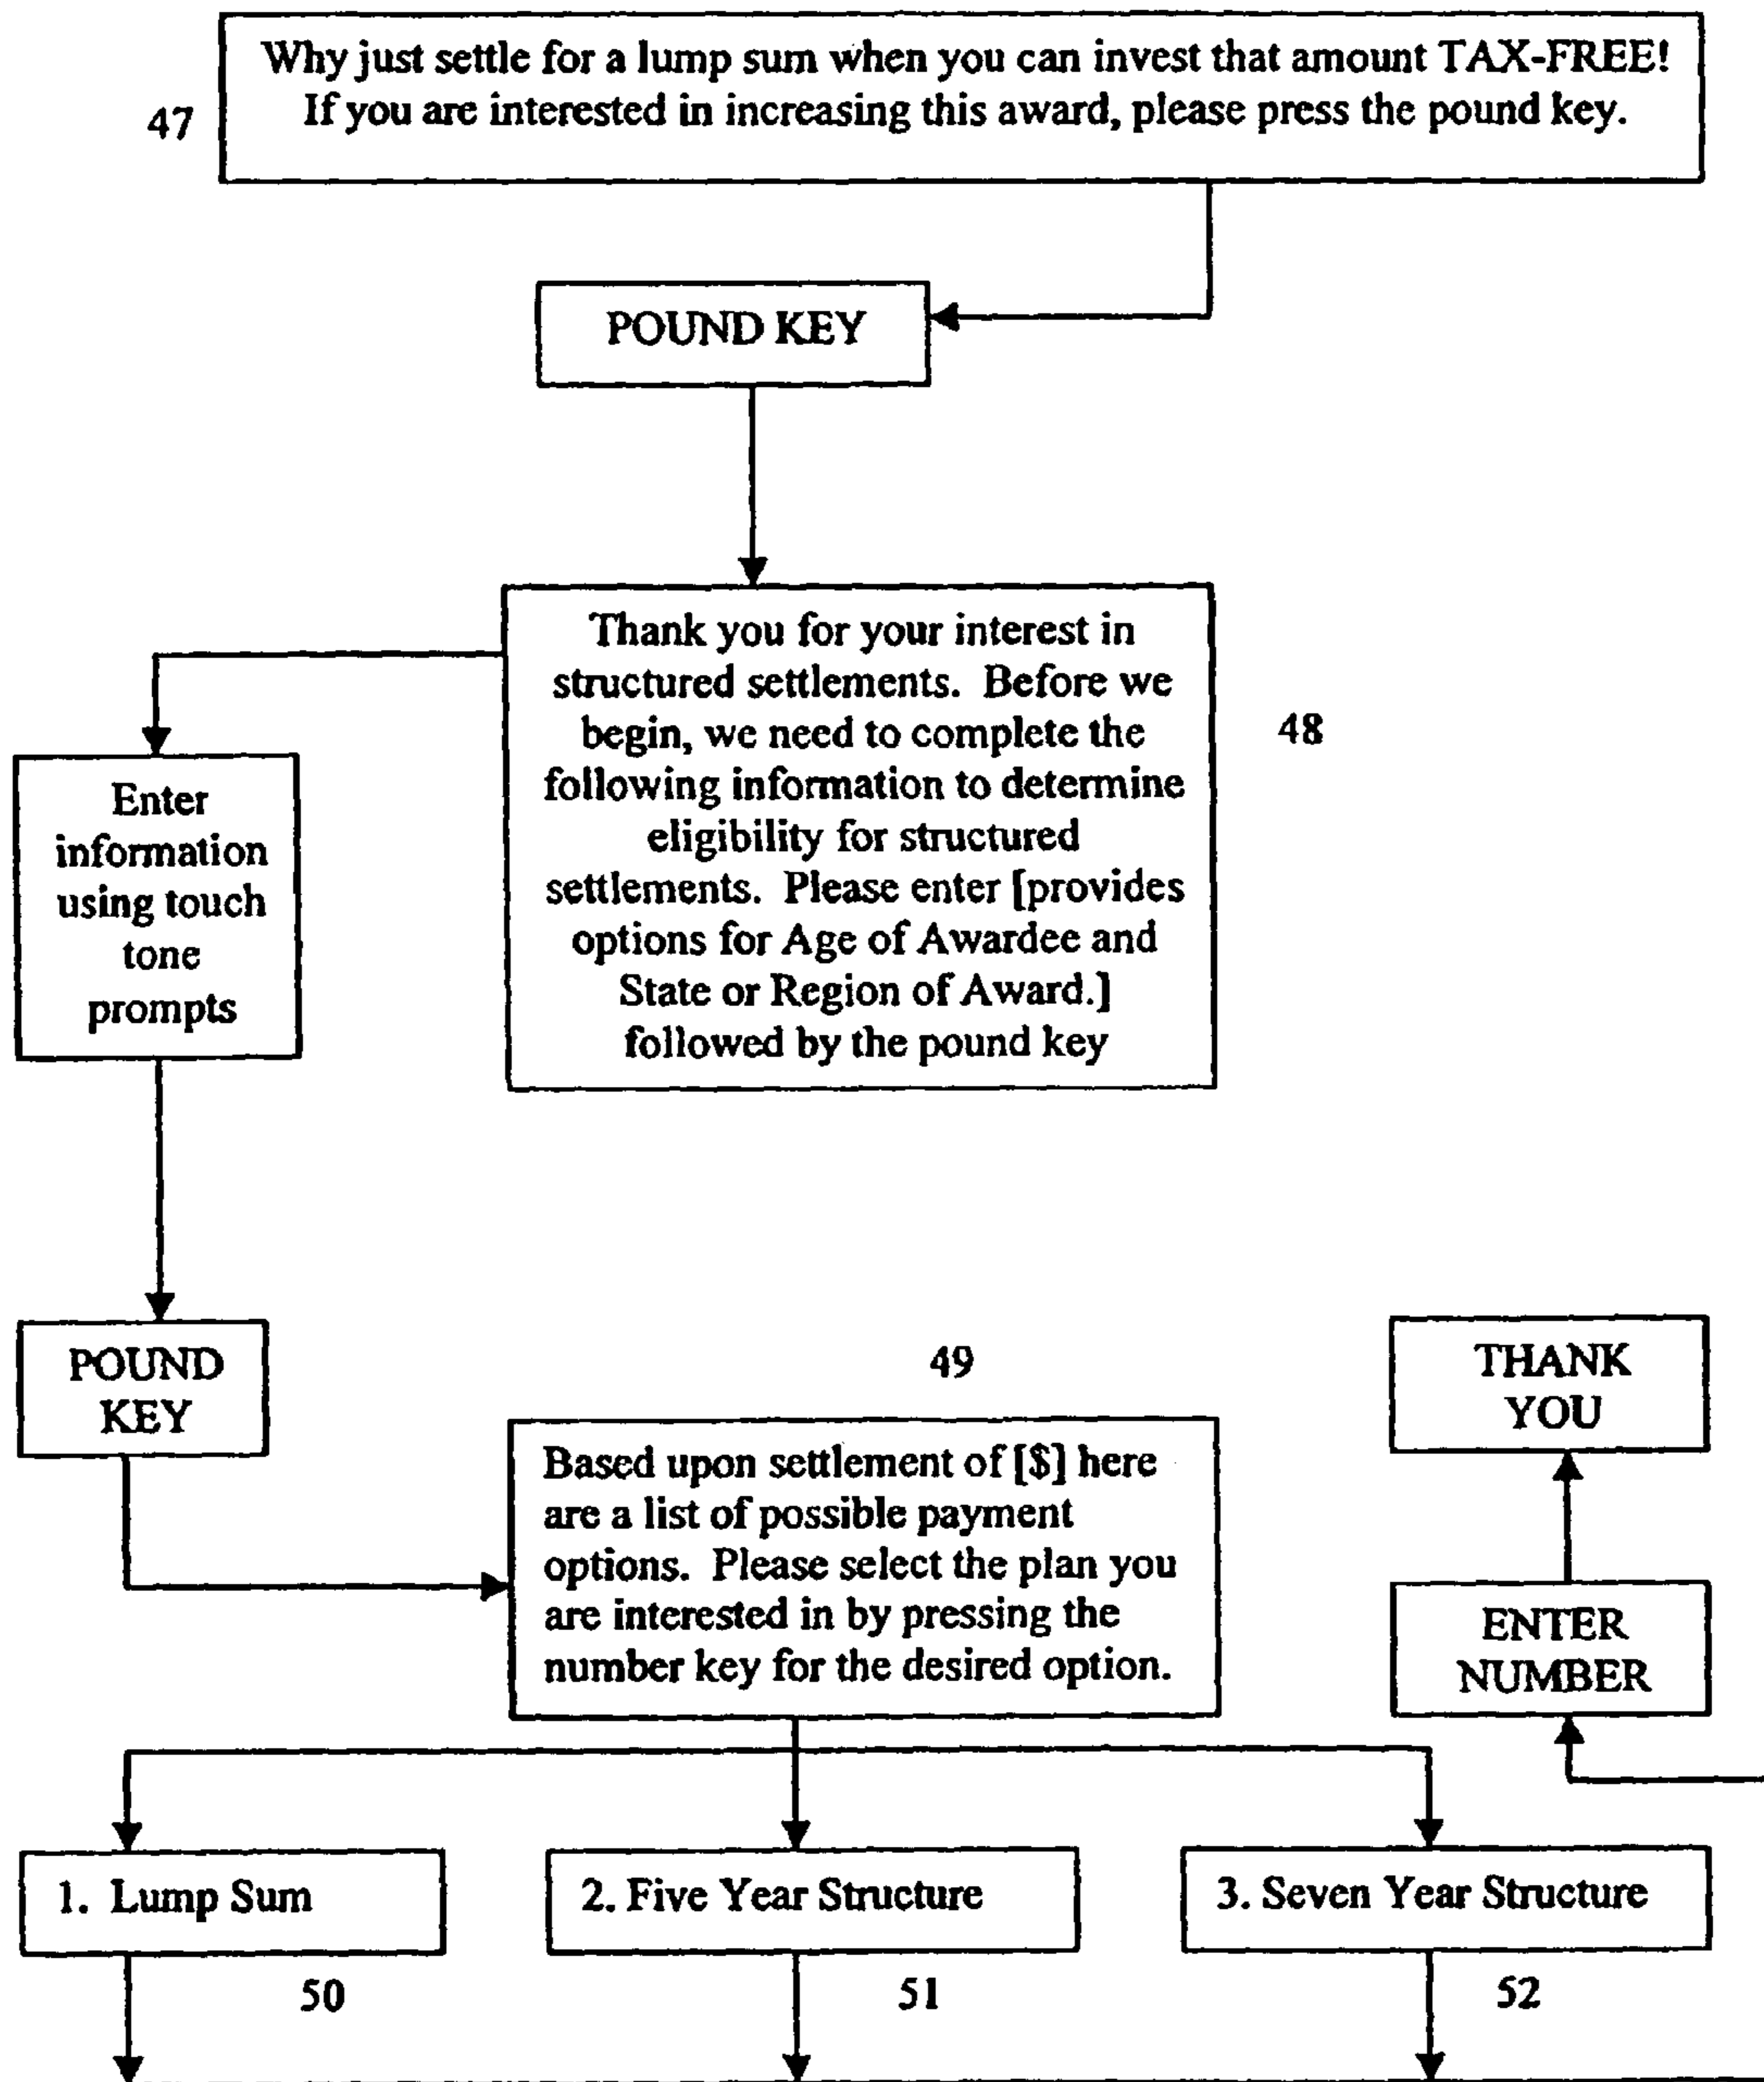 Why just settle for a lump sum when you can invest that amount TAX-FREE!
If you are interested in increasing this award, please press the pound key.
47
POUND KEY
Thank you for your interest in
structured settlements. Before we
begin, we need to complete the
following information to determine
eligibility for structured
settlements. Please enter [provides
options for Age of Awardee and
State or Region of Award.]
followed by the pound key
48
Enter
information
using touch
tone
prompts
POUND
KEY
49
Based upon settlement of [$] here
are a list of possible payment
options. Please select the plan you
are interested in by pressing the
number key for the desired option.
THANK
YOU
ENTER
NUMBER
1. Lump Sum
2. Five Year Structure
3. Seven Year Structure
50
51
52